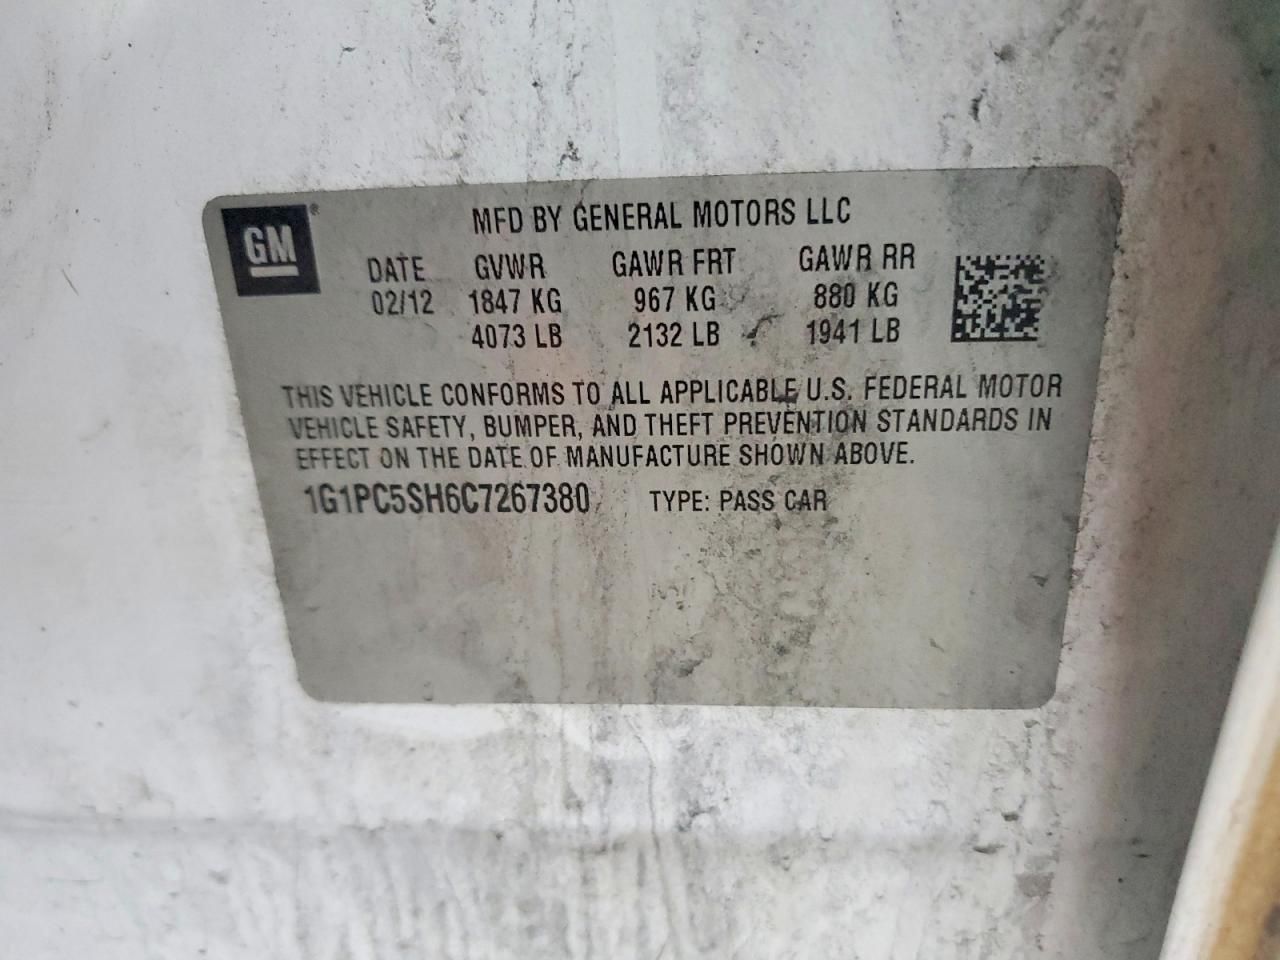 GM®
MFD BY GENERAL MOTORS LLC
DATE GVWR GAWR FRT GAWR RR
02/12 1847 KG 967 KG 880 KG
4073 LB 2132 LB 1941 LB
THIS VEHICLE CONFORMS TO ALL APPLICABLE U.S. FEDERAL MOTOR
VEHICLE SAFETY, BUMPER, AND THEFT PREVENTION STANDARDS IN
EFFECT ON THE DATE OF MANUFACTURE SHOWN ABOVE.
1G1PC5SH6C7267380 TYPE: PASS CAR